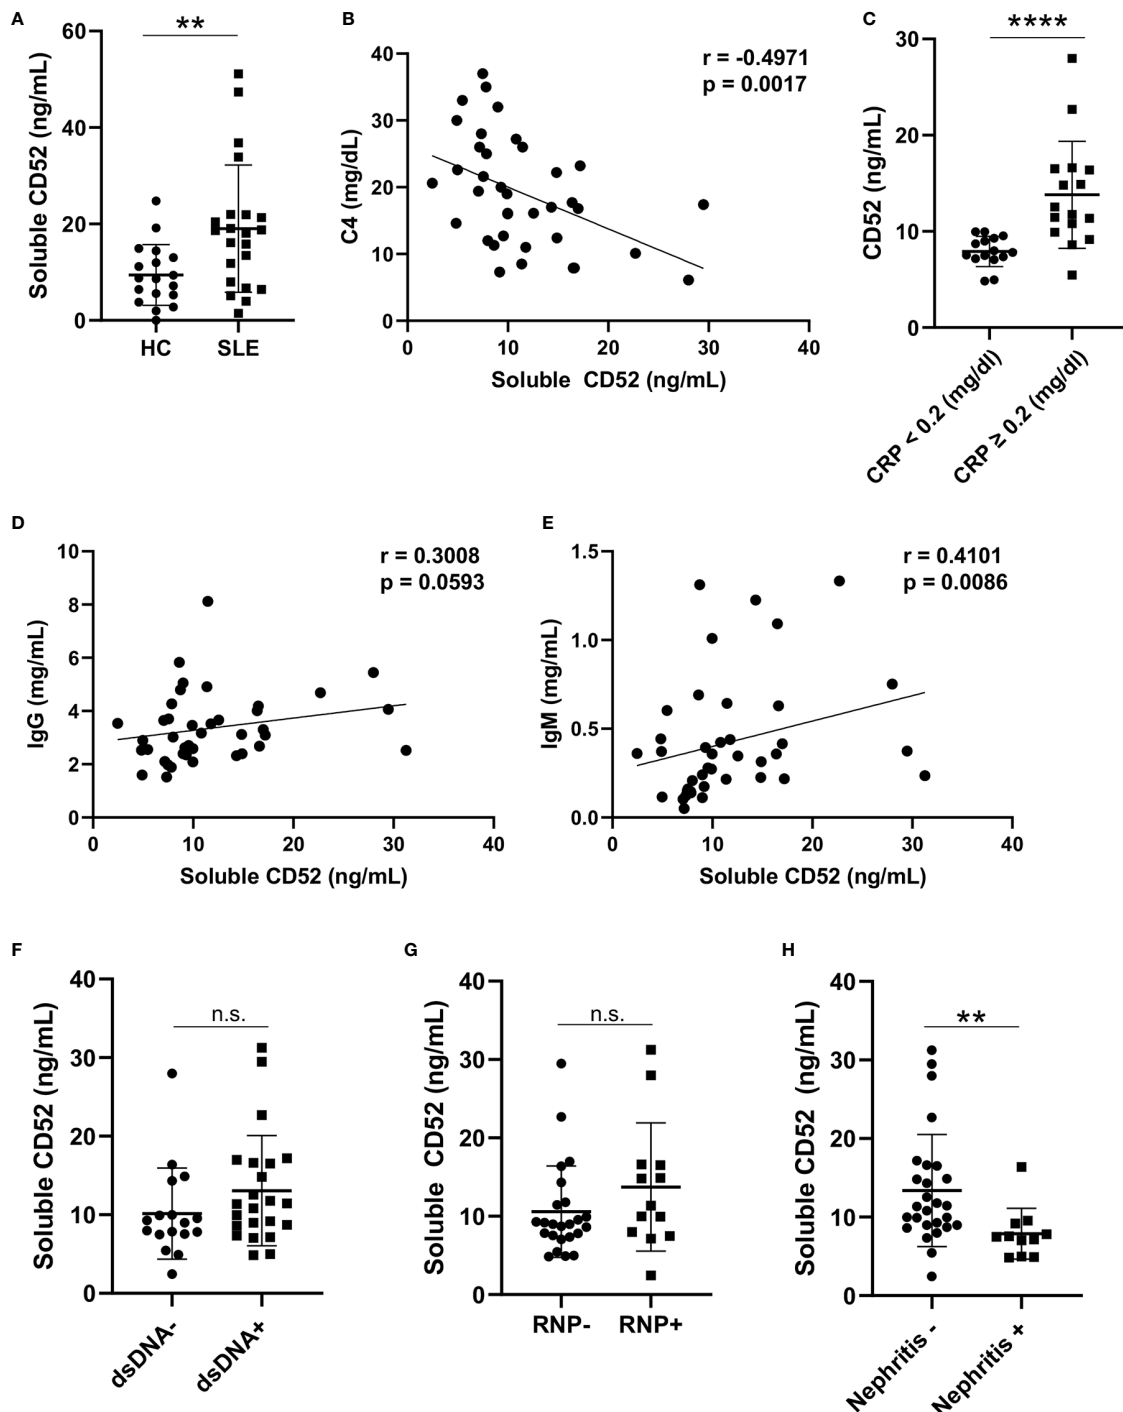 A
**
Soluble CD52 (ng/mL)
60
40
20
0
HC
SLE
B
r = -0.4971
p = 0.0017
C4 (mg/dL)
40
30
20
10
0
0
10
20
30
40
Soluble CD52 (ng/mL)
C
****
CD52 (ng/mL)
30
20
10
0
CRP < 0.2 (mg/dl)
CRP ≥ 0.2 (mg/dl)
D
r = 0.3008
p = 0.0593
IgG (mg/mL)
10
8
6
4
2
0
0
10
20
30
40
Soluble CD52 (ng/mL)
E
r = 0.4101
p = 0.0086
IgM (mg/mL)
1.5
1.0
0.5
0.0
0
10
20
30
40
Soluble CD52 (ng/mL)
F
n.s.
Soluble CD52 (ng/mL)
40
30
20
10
0
dsDNA-
dsDNA+
G
n.s.
Soluble CD52 (ng/mL)
40
30
20
10
0
RNP-
RNP+
H
**
Soluble CD52 (ng/mL)
40
30
20
10
0
Nephritis -
Nephritis +